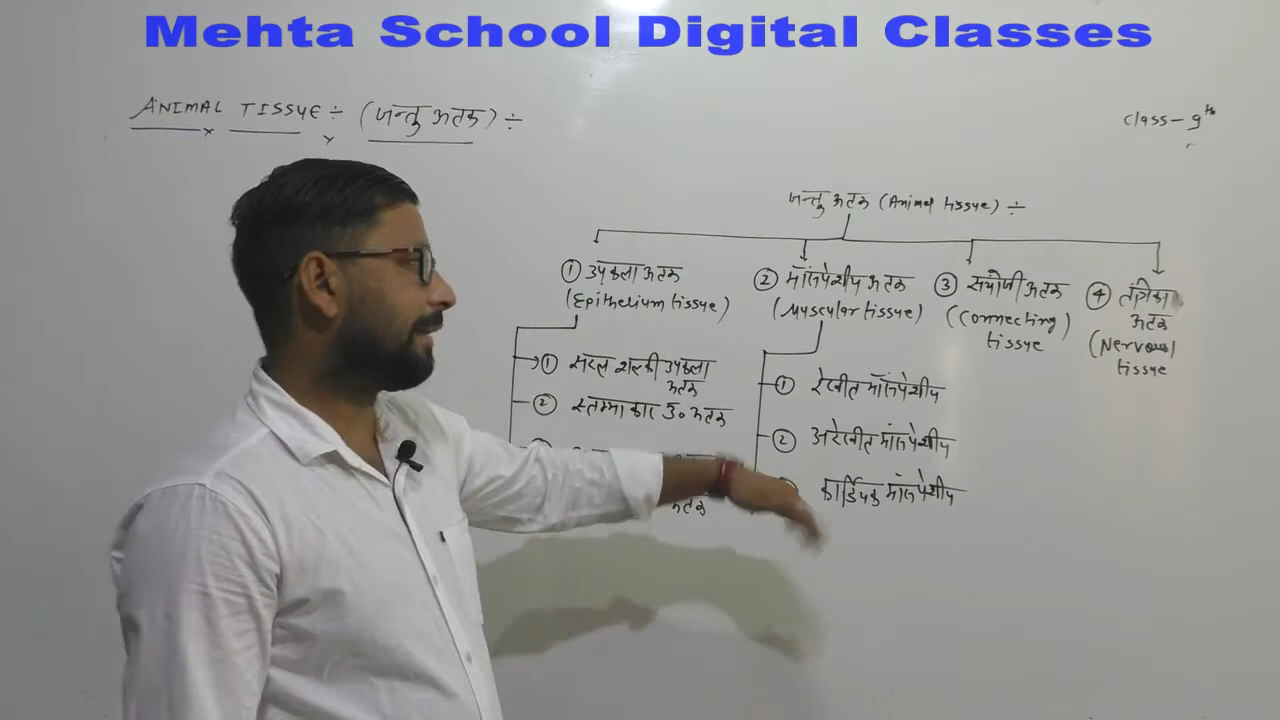 Mehta School Digital Classes
ANIMAL TISSUE ÷ (जन्तु ऊतक) ÷
Class - 9th
जन्तु ऊतक (Animal tissue) ÷
① उपकला ऊतक
(Epithelium tissue)
② मांसपेशीय ऊतक
(Muscular tissue)
③ संयोजी ऊतक
(Connecting)
tissue
④ तंत्रिका
ऊतक
(Nervous
tissue
① सरल शल्की उपकला
ऊतक
② स्तम्भाकार उ० ऊतक
ऊतक
① रेखीत मांसपेशीय
② अरेखीत मांसपेशीय
कार्डियक मांसपेशीय